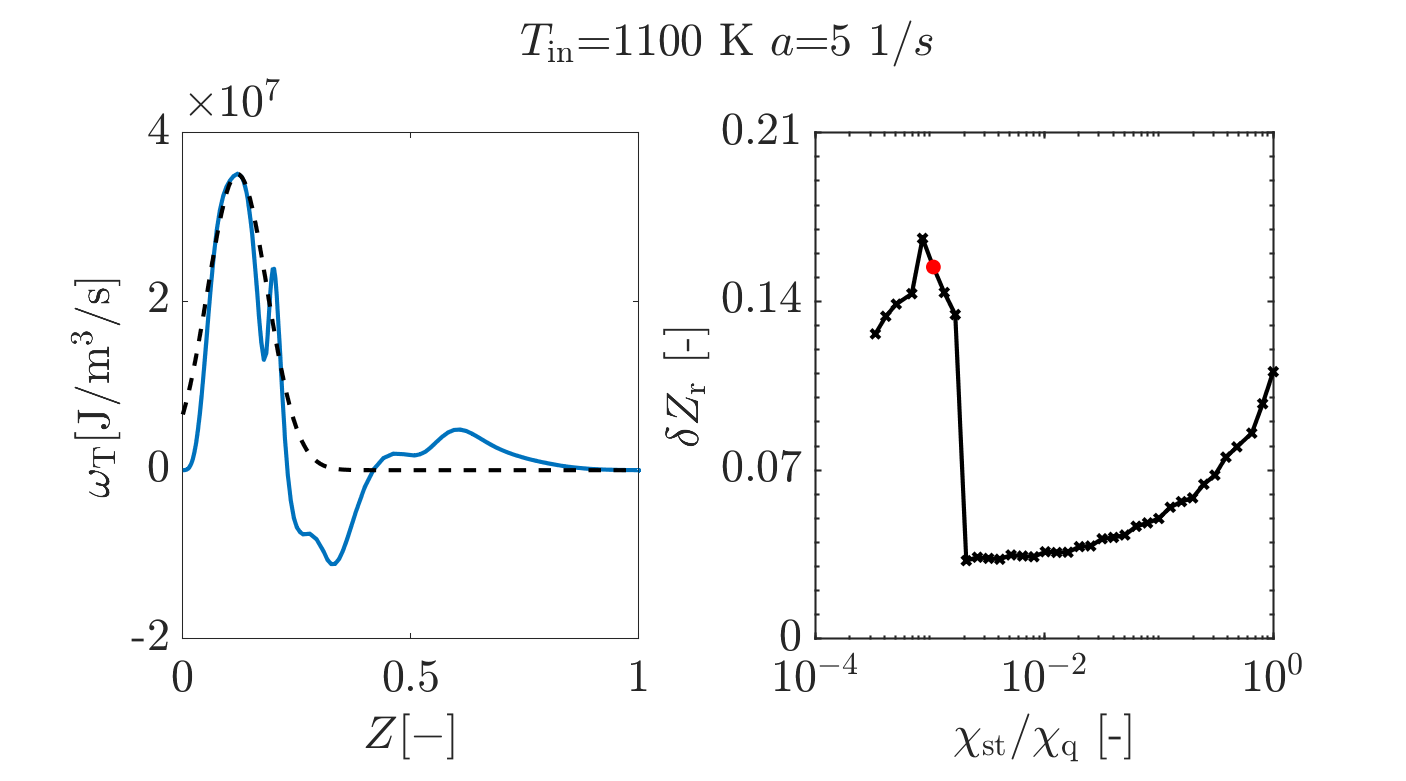 T_in=1100 K a=5 1/s
×10^7
4
2
0
-2
0 0.5 1
Z[−]
ω_T[J/m^3/s]
0.21
0.14
0.07
0
10^−4 10^−2 10^0
χ_st/χ_q [-]
δZ_r [-]